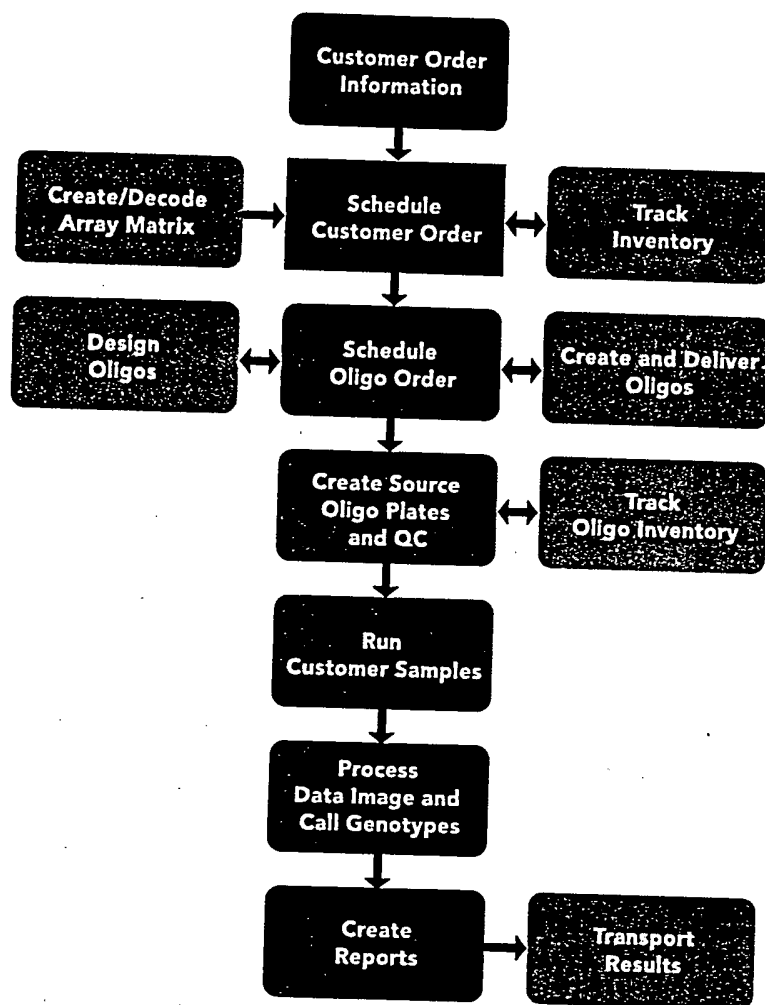 Customer Order
Information
Create/Decode
Array Matrix
Schedule
Customer Order
Track
Inventory
Design
Oligos
Schedule
Oligo Order
Create and Deliver
Oligos
Create Source
Oligo Plates
and QC
Track
Oligo Inventory
Run
Customer Samples
Process
Data Image and
Call Genotypes
Create
Reports
Transport
Results